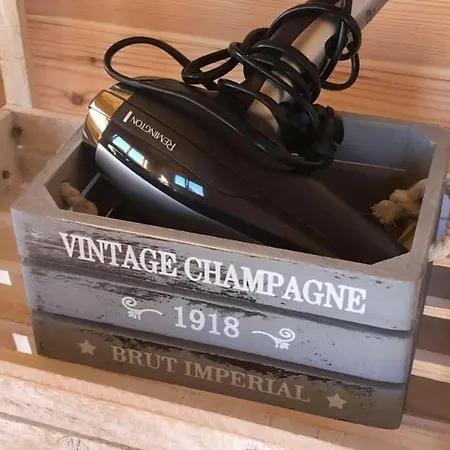 REMINGTON
VINTAGE CHAMPAGNE
1918
BRUT IMPERIAL